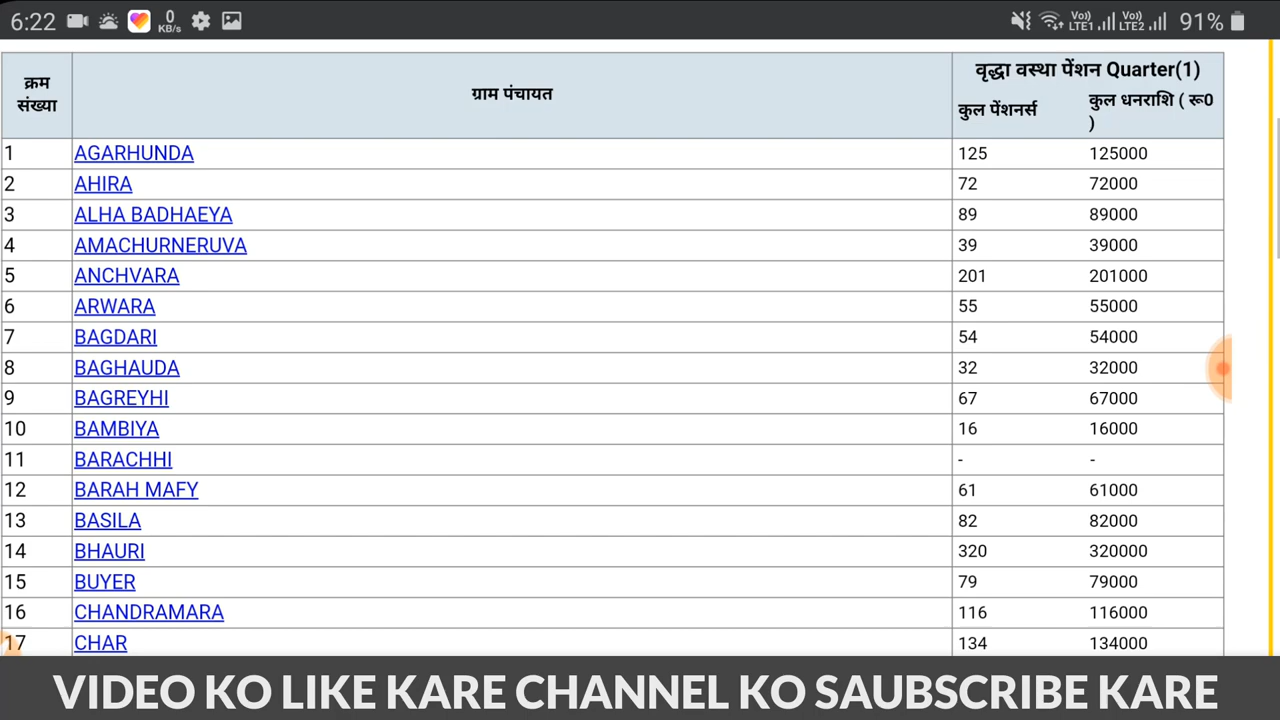 6:22 0 KB/s Vo) LTE1 Vo) LTE2 91%
क्रम संख्या ग्राम पंचायत वृद्धा वस्था पेंशन Quarter(1)
कुल पेंशनर्स कुल धनराशि ( रू0 )
1 AGARHUNDA 125 125000
2 AHIRA 72 72000
3 ALHA BADHAEYA 89 89000
4 AMACHURNERUVA 39 39000
5 ANCHVARA 201 201000
6 ARWARA 55 55000
7 BAGDARI 54 54000
8 BAGHAUDA 32 32000
9 BAGREYHI 67 67000
10 BAMBIYA 16 16000
11 BARACHHI - -
12 BARAH MAFY 61 61000
13 BASILA 82 82000
14 BHAURI 320 320000
15 BUYER 79 79000
16 CHANDRAMARA 116 116000
17 CHAR 134 134000
VIDEO KO LIKE KARE CHANNEL KO SAUBSCRIBE KARE